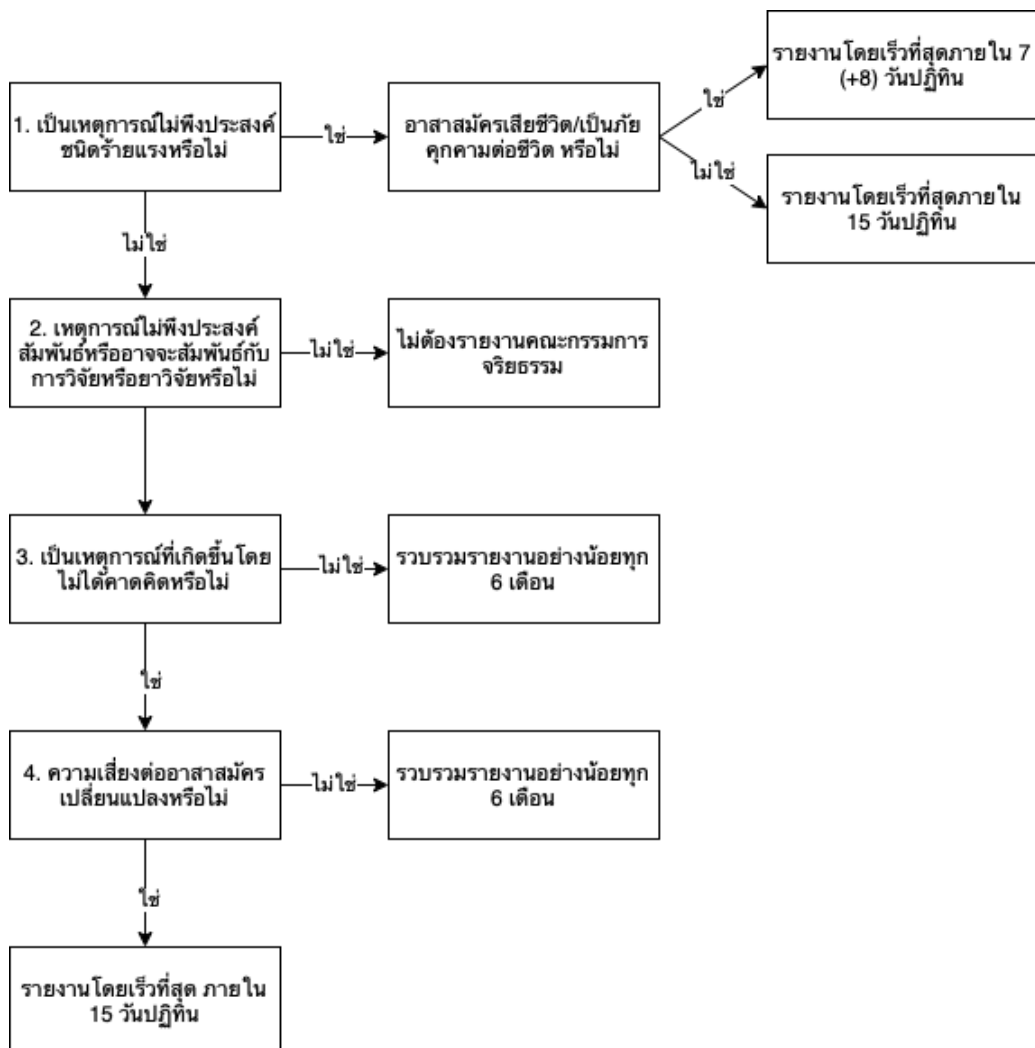 รายงานโดยเร็วที่สุดภายใน 7
(+8) วันปฏิทิน
1. เป็นเหตุการณ์ไม่พึงประสงค์
ชนิดร้ายแรงหรือไม่
ใช่
อาสาสมัครเสียชีวิต/เป็นภัย
คุกคามต่อชีวิต หรือไม่
ใช่
ไม่ใช่
รายงานโดยเร็วที่สุดภายใน
15 วันปฏิทิน
ไม่ใช่
2. เหตุการณ์ไม่พึงประสงค์
สัมพันธ์หรืออาจจะสัมพันธ์กับ
การวิจัยหรือยาวิจัยหรือไม่
ไม่ใช่
ไม่ต้องรายงานคณะกรรมการ
จริยธรรม
3. เป็นเหตุการณ์ที่เกิดขึ้นโดย
ไม่ได้คาดคิดหรือไม่
ไม่ใช่
รวบรวมรายงานอย่างน้อยทุก
6 เดือน
ใช่
4. ความเสี่ยงต่ออาสาสมัคร
เปลี่ยนแปลงหรือไม่
ไม่ใช่
รวบรวมรายงานอย่างน้อยทุก
6 เดือน
ใช่
รายงานโดยเร็วที่สุด ภายใน
15 วันปฏิทิน